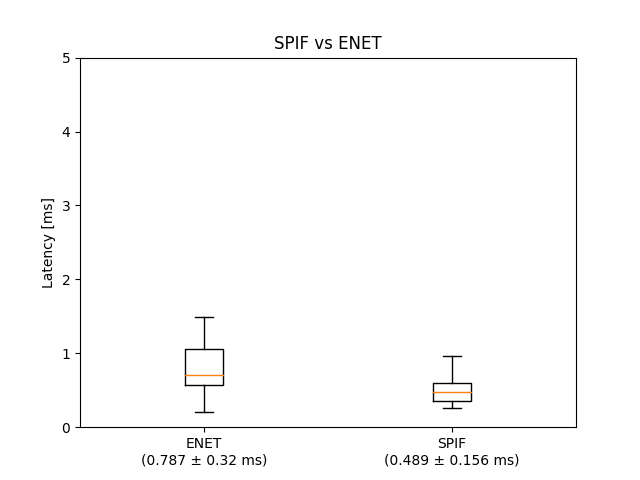 SPIF vs ENET
Latency [ms]
5
4
3
2
1
0
ENET
(0.787 ± 0.32 ms)
SPIF
(0.489 ± 0.156 ms)